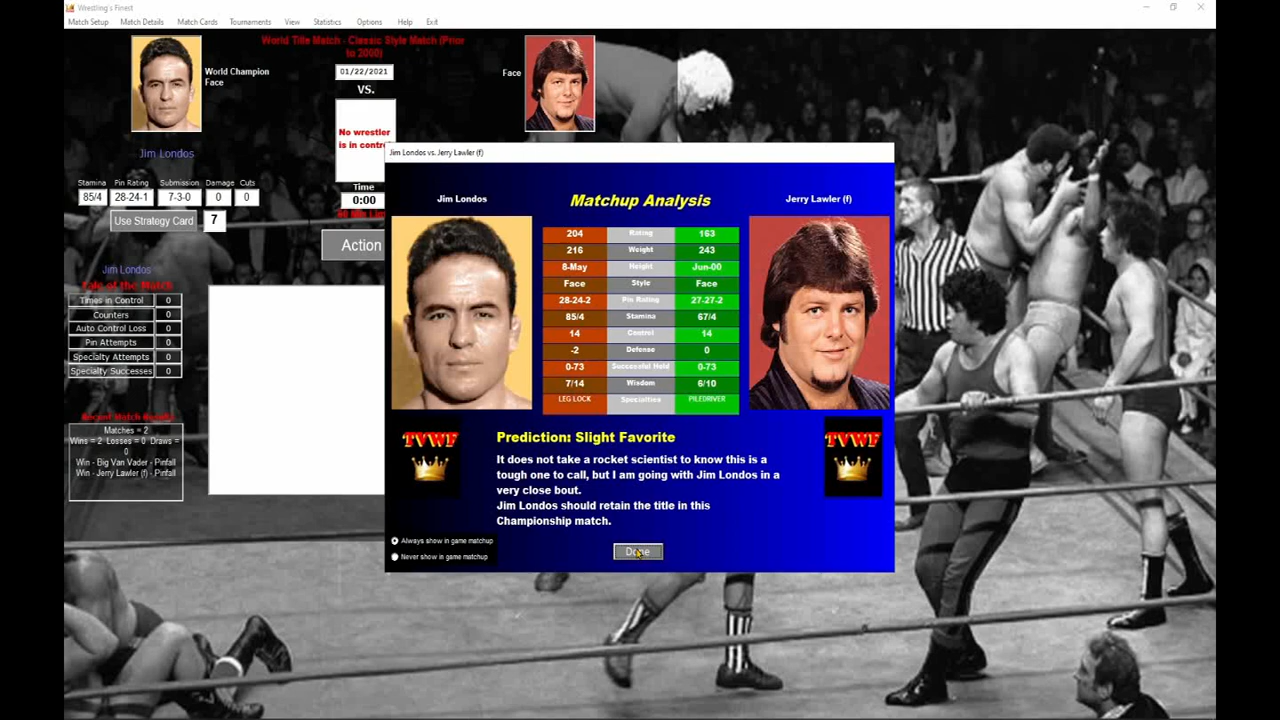 Wrestling's Finest
Match Setup Match Details Match Cards Tournaments View Statistics Options Help Exit
World Title Match - Classic Style Match (Prior
to 2000)
World Champion
Face
01/22/2021
Face
VS.
No wrestler
is in contro
Jim Londos
Stamina Pin Rating Submission Damage Cuts
85/4 28-24-1 7-3-0 0 0
Time
0:00
Use Strategy Card 7
Action
Jim Londos
Tale of the Match
Times in Control 0
Counters 0
Auto Control Loss 0
Pin Attempts 0
Specialty Attempts 0
Specialty Successes 0
Recent Match Results
Matches = 2
Wins = 2 Losses = 0 Draws =
0
Win - Big Van Vader - Pinfall
Win - Jerry Lawler (f) - Pinfall
Jim Londos vs. Jerry Lawler (f)
Jim Londos
Matchup Analysis
Jerry Lawler (f)
204 Rating 163
216 Weight 243
8-May Height Jun-00
Face Style Face
28-24-2 Pin Rating 27-27-2
85/4 Stamina 67/4
14 Control 14
-2 Defense 0
0-73 Successful Hold 0-73
7/14 Wisdom 6/10
LEG LOCK Specialties PILEDRIVER
TVWF
TVWF
Prediction: Slight Favorite
It does not take a rocket scientist to know this is a
tough one to call, but I am going with Jim Londos in a
very close bout.
Jim Londos should retain the title in this
Championship match.
Always show in game matchup
Never show in game matchup
Done